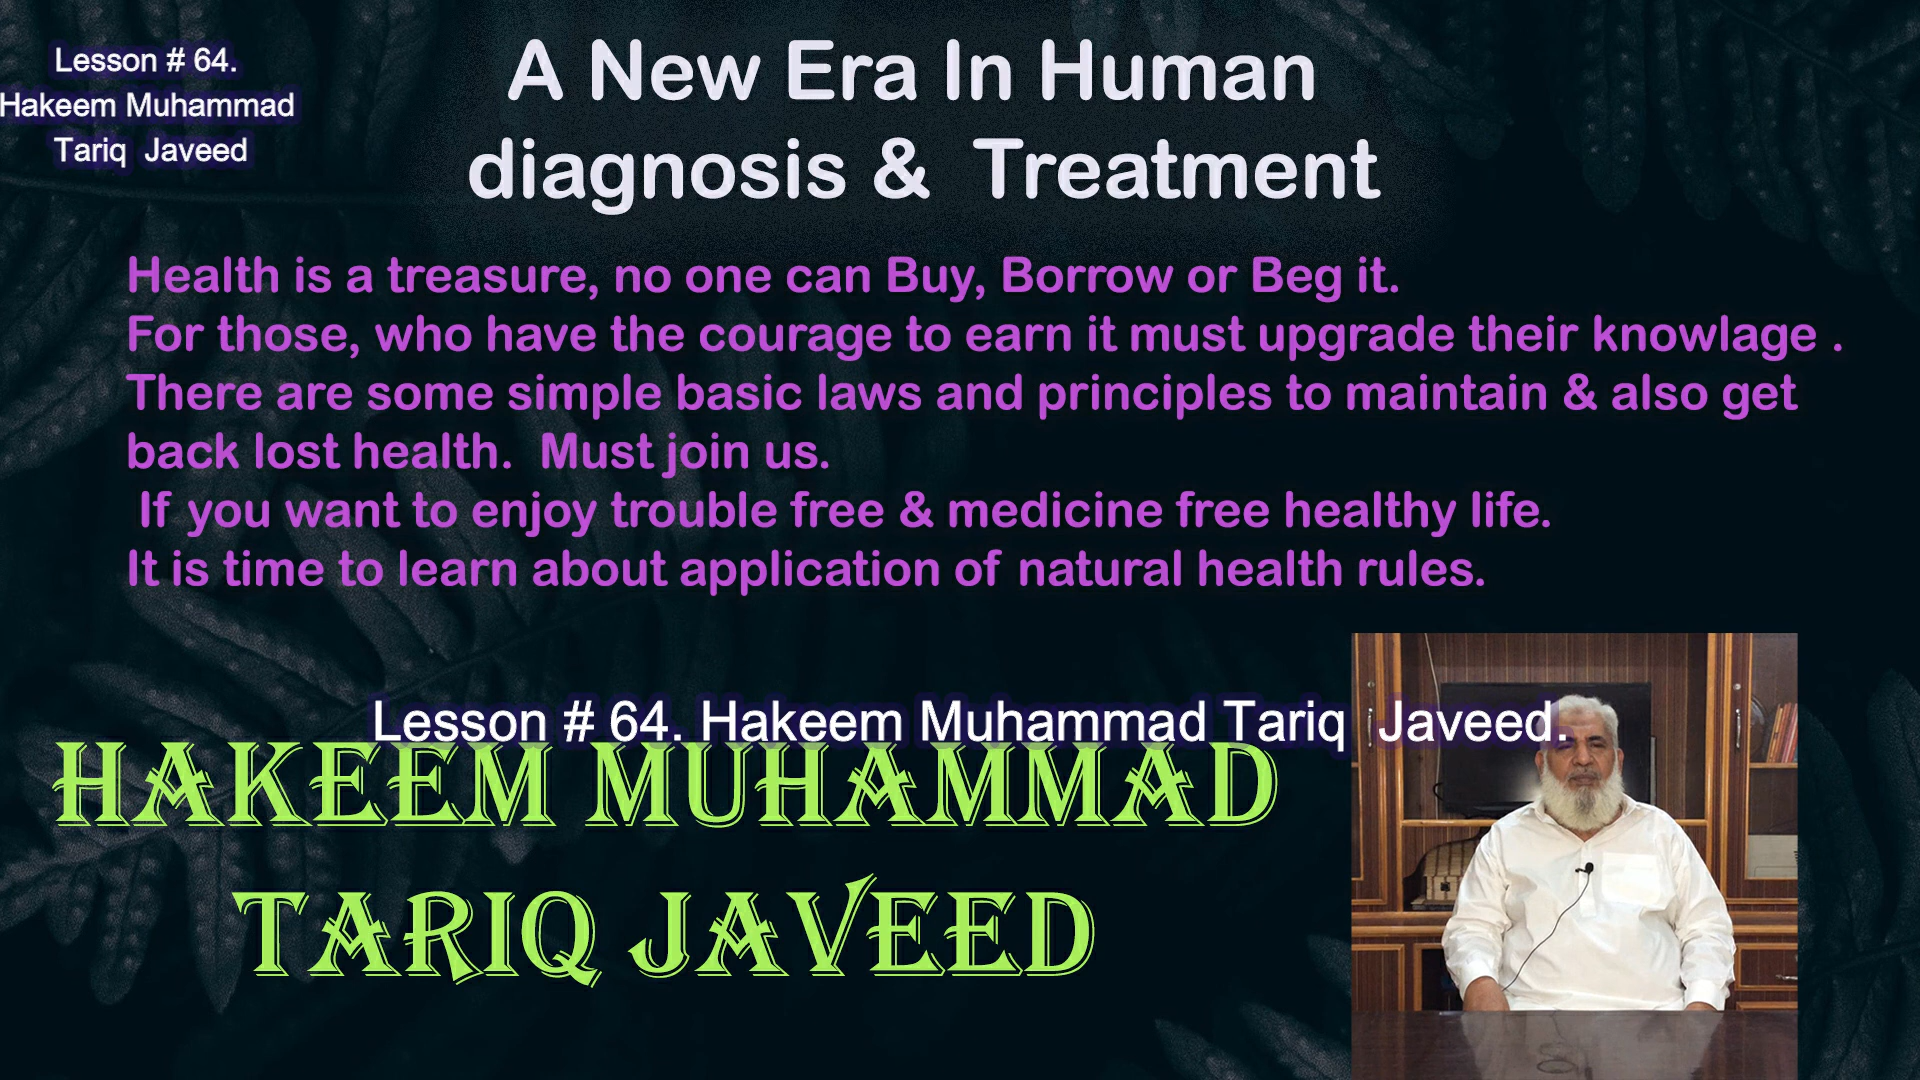 Lesson # 64.
Hakeem Muhammad
Tariq Javeed
A New Era In Human
diagnosis & Treatment
Health is a treasure, no one can Buy, Borrow or Beg it.
For those, who have the courage to earn it must upgrade their knowlage .
There are some simple basic laws and principles to maintain & also get
back lost health. Must join us.
If you want to enjoy trouble free & medicine free healthy life.
It is time to learn about application of natural health rules.
Lesson # 64. Hakeem Muhammad Tariq Javeed.
HAKEEM MUHAMMAD
TARIQ JAVEED